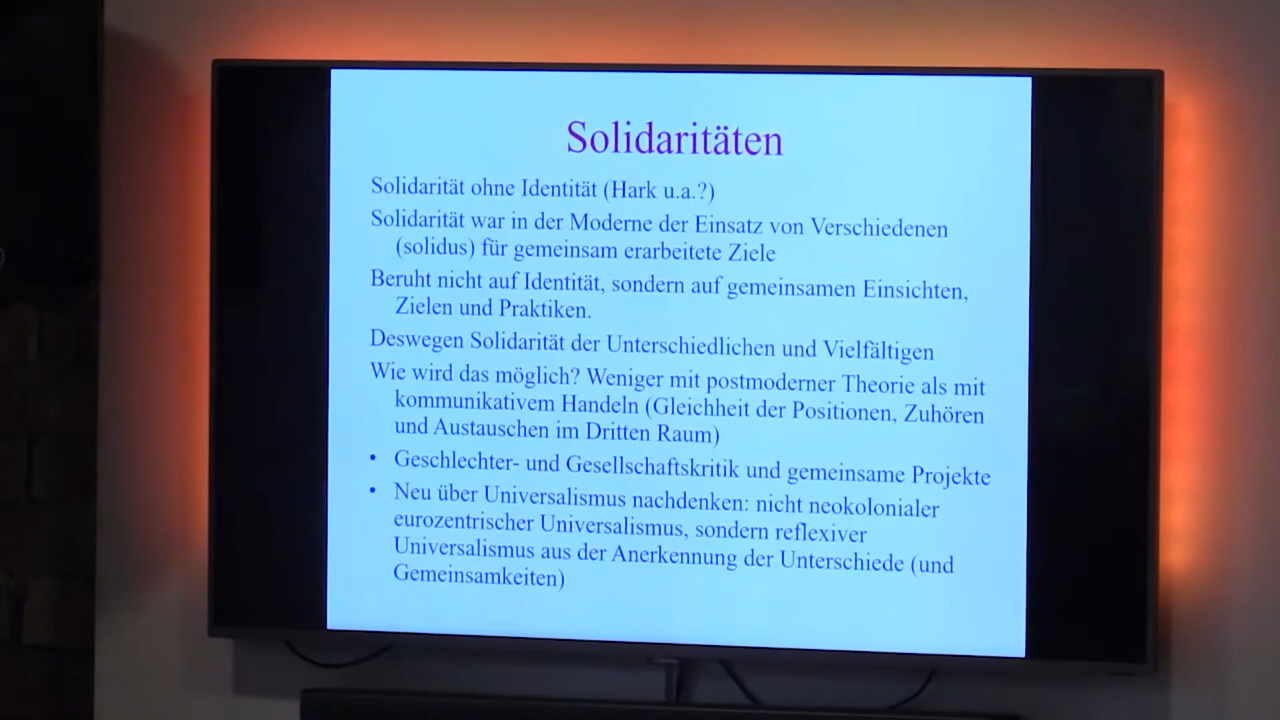 Solidaritäten
Solidarität ohne Identität (Hark u.a.?)
Solidarität war in der Moderne der Einsatz von Verschiedenen
(solidus) für gemeinsam erarbeitete Ziele
Beruht nicht auf Identität, sondern auf gemeinsamen Einsichten,
Zielen und Praktiken.
Deswegen Solidarität der Unterschiedlichen und Vielfältigen
Wie wird das möglich? Weniger mit postmoderner Theorie als mit
kommunikativem Handeln (Gleichheit der Positionen, Zuhören
und Austauschen im Dritten Raum)
• Geschlechter- und Gesellschaftskritik und gemeinsame Projekte
• Neu über Universalismus nachdenken: nicht neokolonialer
eurozentrischer Universalismus, sondern reflexiver
Universalismus aus der Anerkennung der Unterschiede (und
Gemeinsamkeiten)